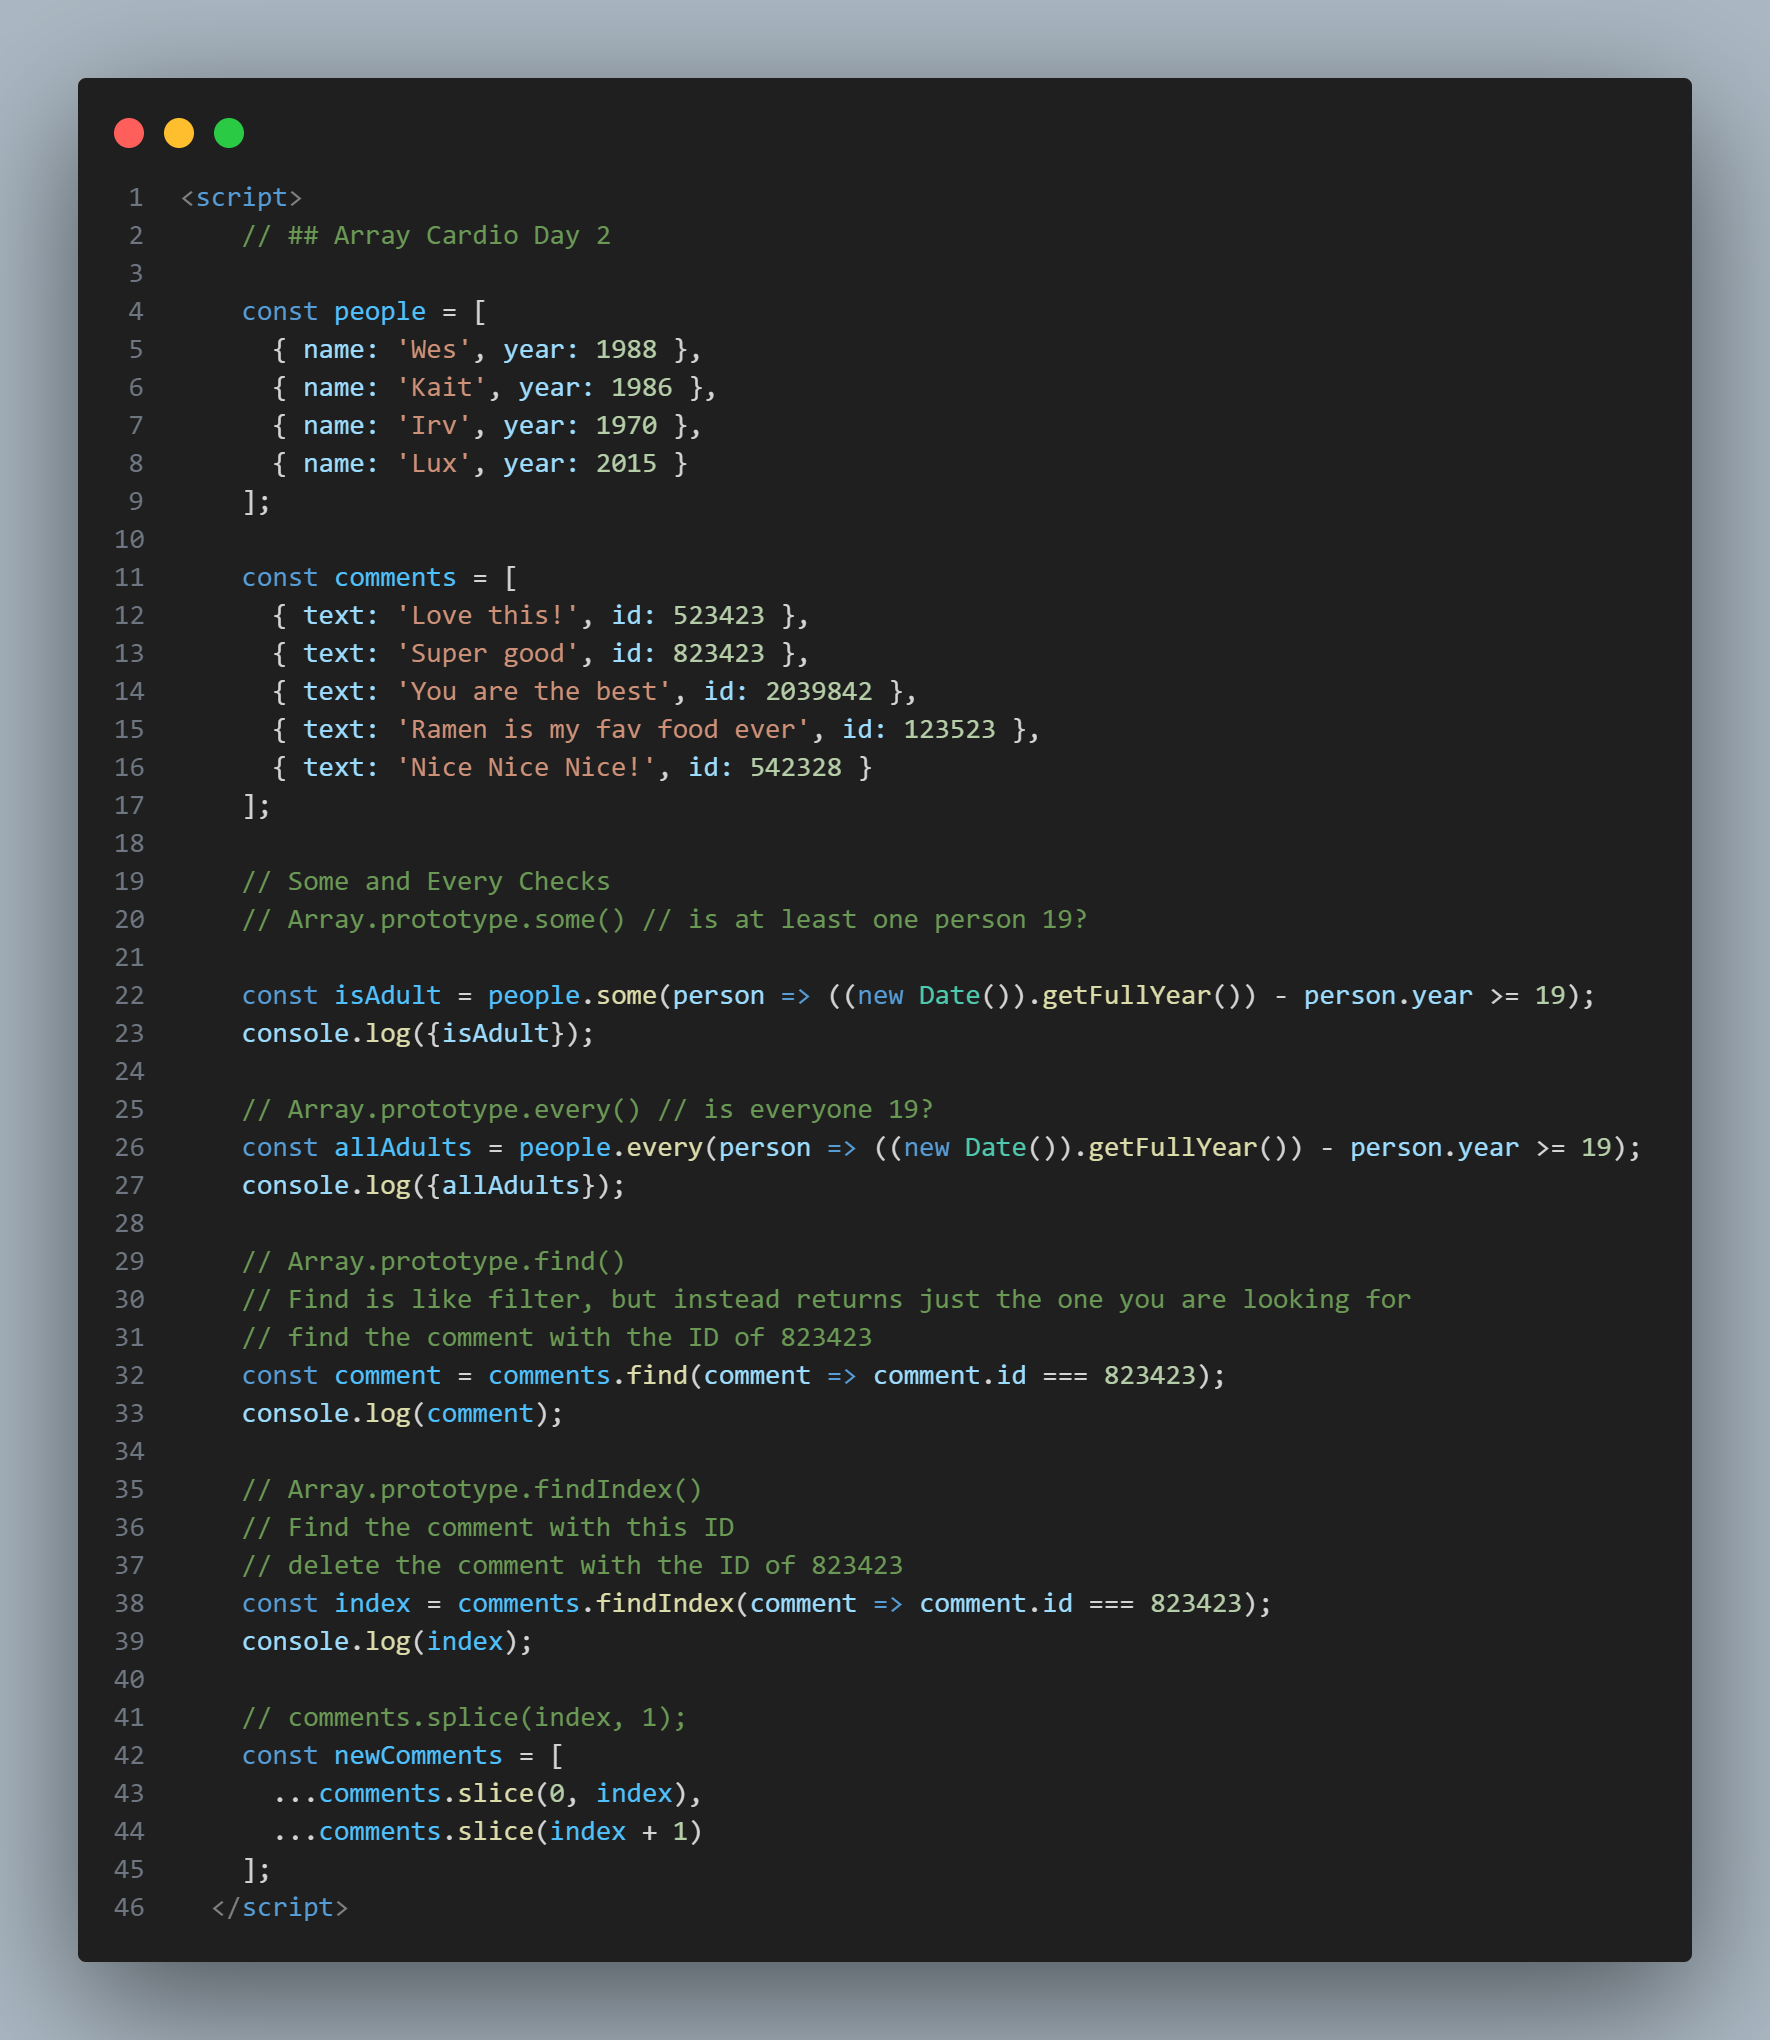 1 <script>
2 // ## Array Cardio Day 2
3
4 const people = [
5 { name: 'Wes', year: 1988 },
6 { name: 'Kait', year: 1986 },
7 { name: 'Irv', year: 1970 },
8 { name: 'Lux', year: 2015 }
9 ];
10
11 const comments = [
12 { text: 'Love this!', id: 523423 },
13 { text: 'Super good', id: 823423 },
14 { text: 'You are the best', id: 2039842 },
15 { text: 'Ramen is my fav food ever', id: 123523 },
16 { text: 'Nice Nice Nice!', id: 542328 }
17 ];
18
19 // Some and Every Checks
20 // Array.prototype.some() // is at least one person 19?
21
22 const isAdult = people.some(person => ((new Date()).getFullYear()) - person.year >= 19);
23 console.log({isAdult});
24
25 // Array.prototype.every() // is everyone 19?
26 const allAdults = people.every(person => ((new Date()).getFullYear()) - person.year >= 19);
27 console.log({allAdults});
28
29 // Array.prototype.find()
30 // Find is like filter, but instead returns just the one you are looking for
31 // find the comment with the ID of 823423
32 const comment = comments.find(comment => comment.id === 823423);
33 console.log(comment);
34
35 // Array.prototype.findIndex()
36 // Find the comment with this ID
37 // delete the comment with the ID of 823423
38 const index = comments.findIndex(comment => comment.id === 823423);
39 console.log(index);
40
41 // comments.splice(index, 1);
42 const newComments = [
43 ...comments.slice(0, index),
44 ...comments.slice(index + 1)
45 ];
46 </script>